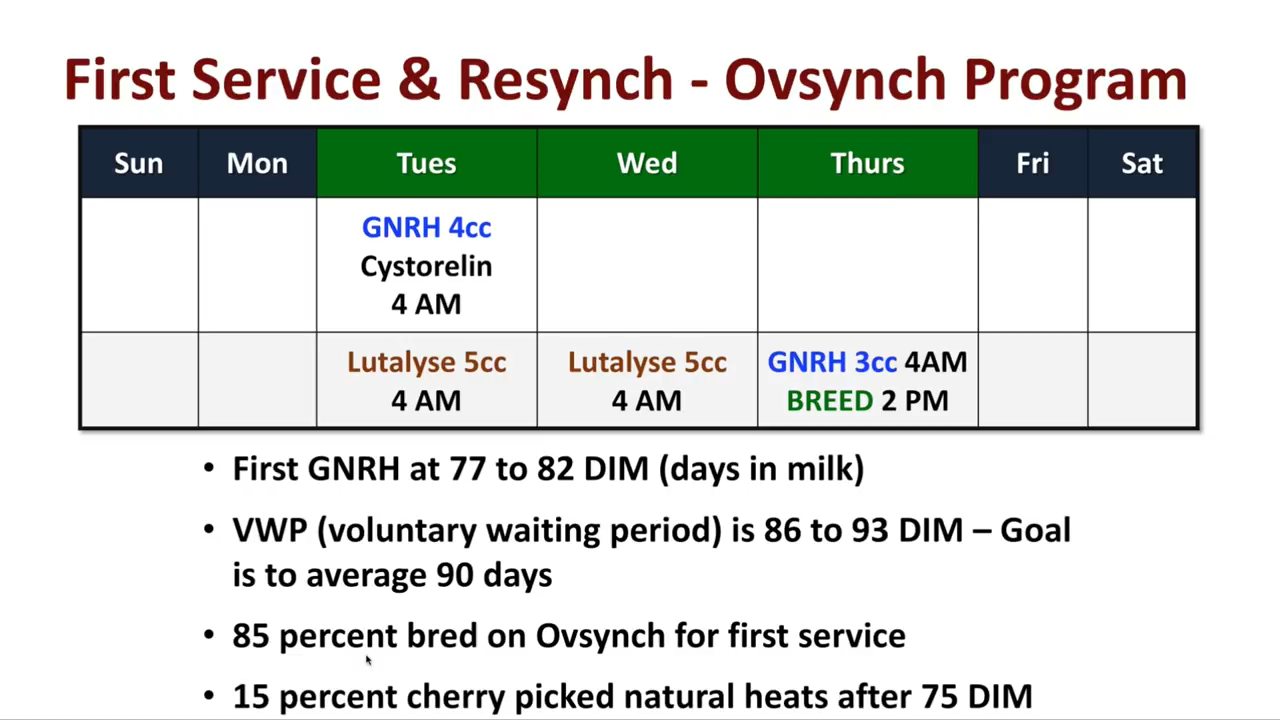 First Service & Resynch - Ovsynch Program
Sun Mon Tues Wed Thurs Fri Sat
GNRH 4cc
Cystorelin
4 AM
Lutalyse 5cc
4 AM
Lutalyse 5cc
4 AM
GNRH 3cc 4AM
BREED 2 PM
• First GNRH at 77 to 82 DIM (days in milk)
• VWP (voluntary waiting period) is 86 to 93 DIM – Goal
is to average 90 days
• 85 percent bred on Ovsynch for first service
• 15 percent cherry picked natural heats after 75 DIM